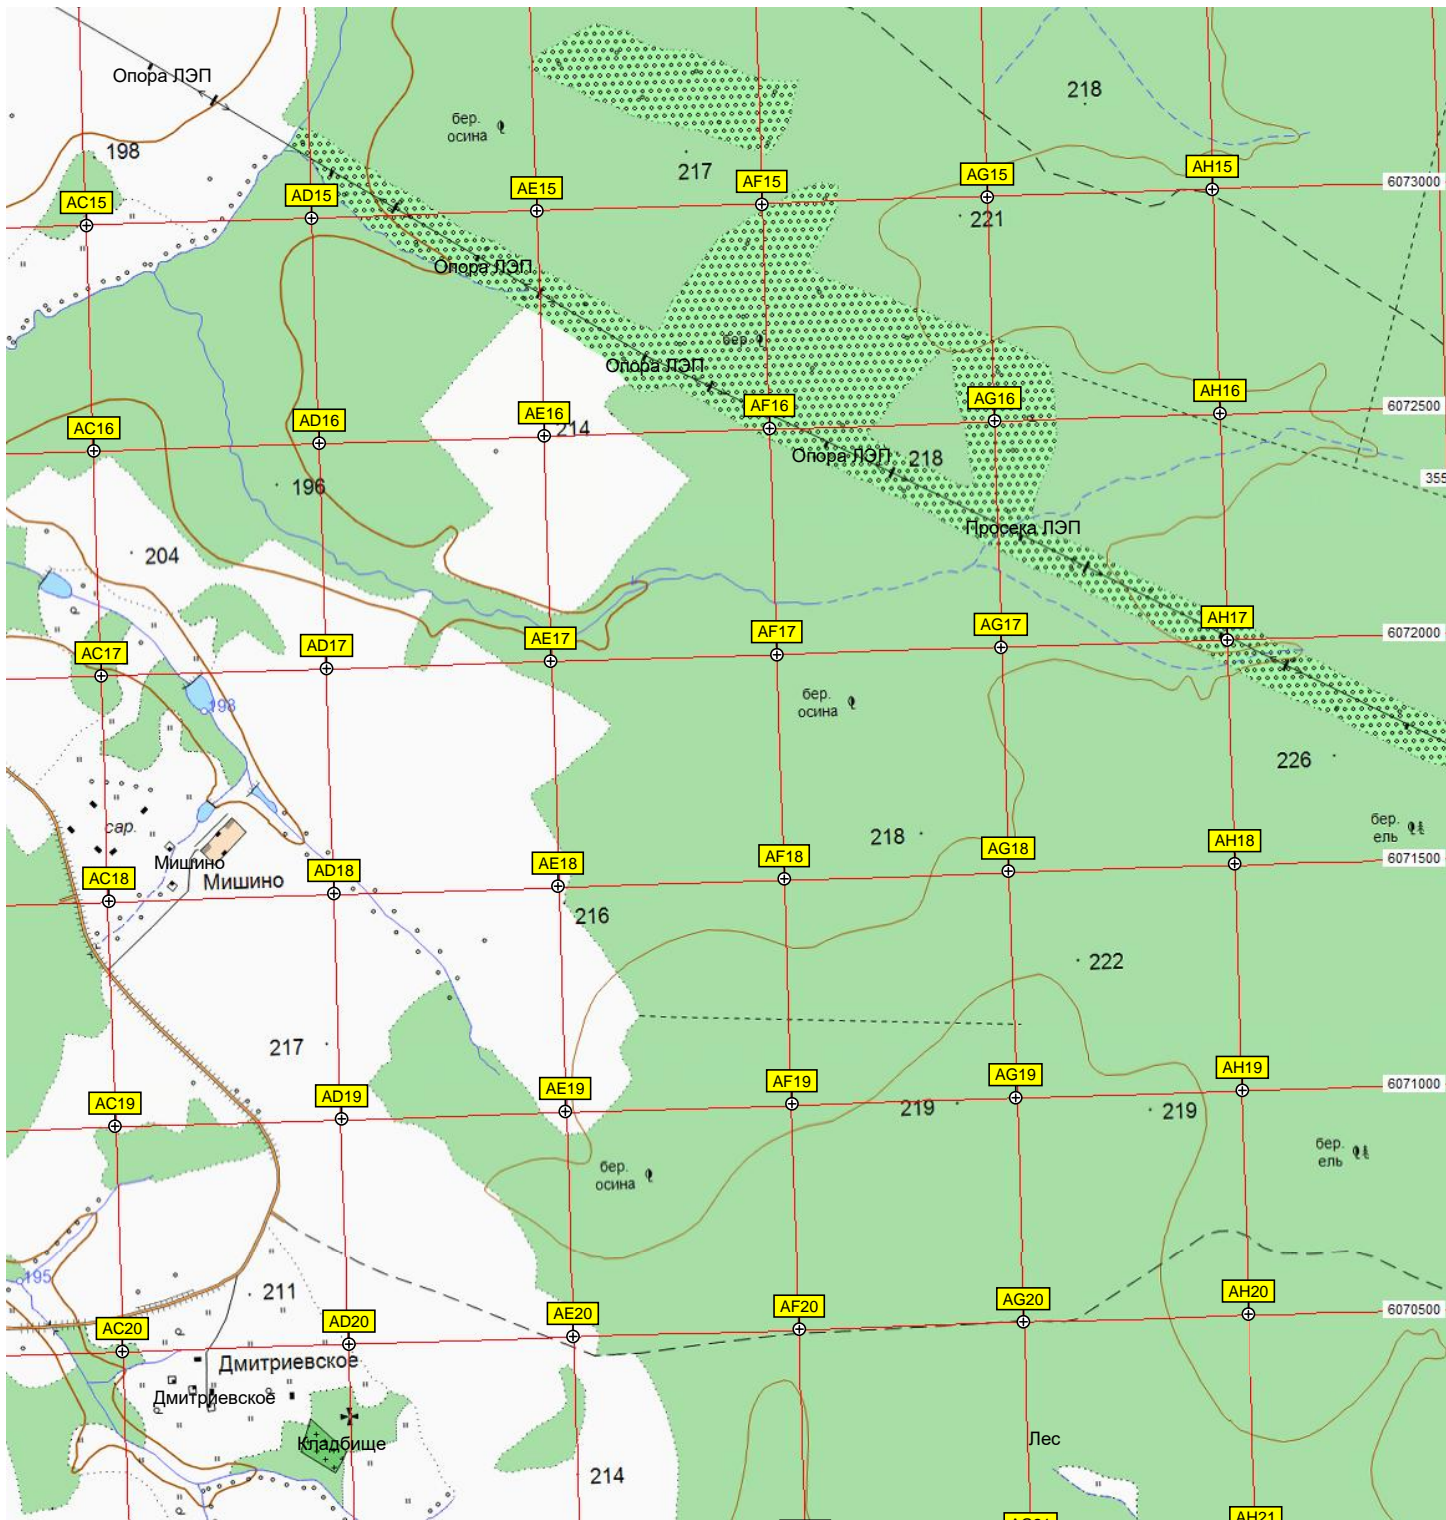 Опора ЛЭП
218
бер.
осина
198
217
AC15
AD15
AE15
AF15
AG15
AH15
6073000
221
Опора ЛЭП
бер.
Опора ЛЭП
AC16
AD16
AE16
214
AF16
AG16
AH16
6072500
Опора ЛЭП
218
355
196
Просека ЛЭП
204
AC17
AD17
AE17
AF17
AG17
AH17
6072000
198
бер.
осина
226
сар.
218
бер.
ель
Мишино
Мишино
AC18
AD18
AE18
AF18
AG18
AH18
6071500
216
222
217
AC19
AD19
AE19
AF19
AG19
AH19
6071000
219
219
бер.
осина
бер.
ель
195
211
AC20
AD20
AE20
AF20
AG20
AH20
6070500
Дмитриевское
Дмитриевское
Кладбище
Лес
214
AH21